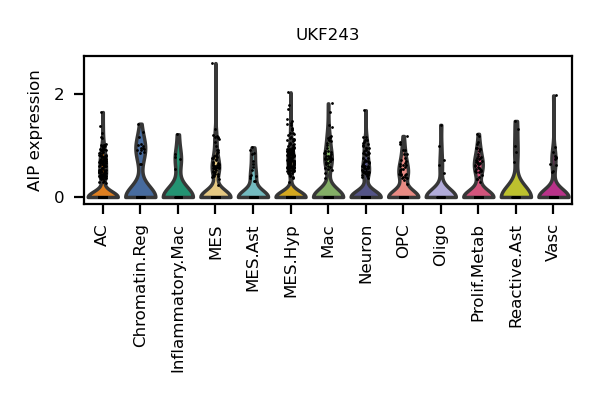 UKF243
AIP expression
2
0
AC
Chromatin.Reg
Inflammatory.Mac
MES
MES.Ast
MES.Hyp
Mac
Neuron
OPC
Oligo
Prolif.Metab
Reactive.Ast
Vasc